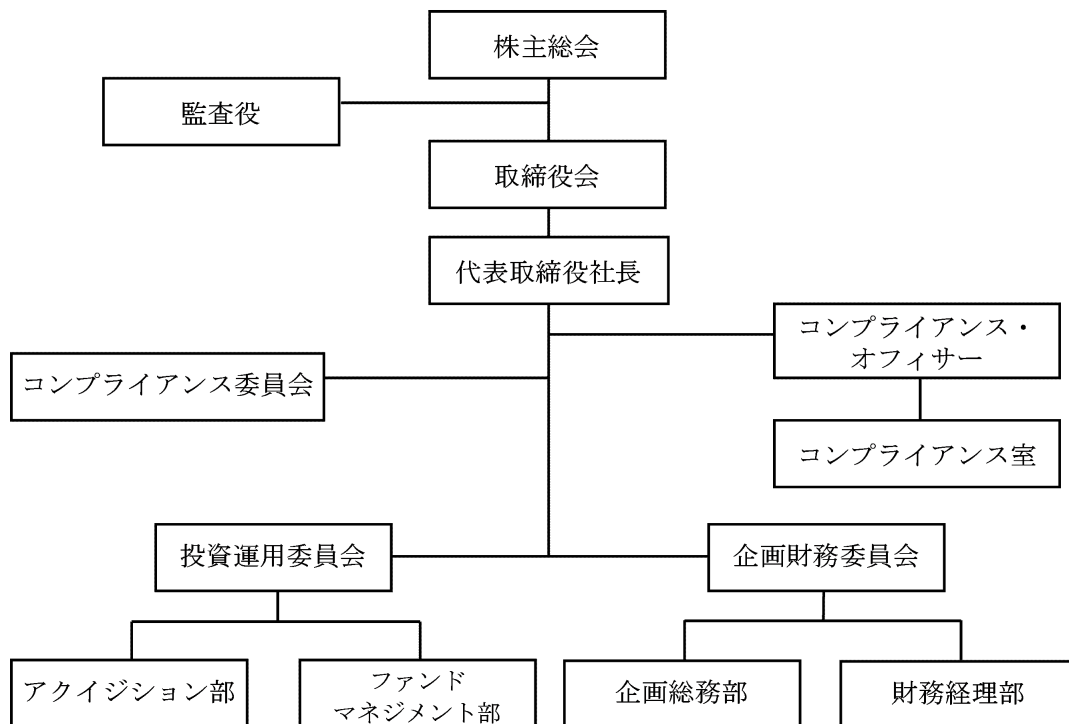 株主総会
監査役
取締役会
代表取締役社長
コンプライアンス・
オフィサー
コンプライアンス委員会
コンプライアンス室
投資運用委員会
企画財務委員会
アクイジション部
ファンド
マネジメント部
企画総務部
財務経理部